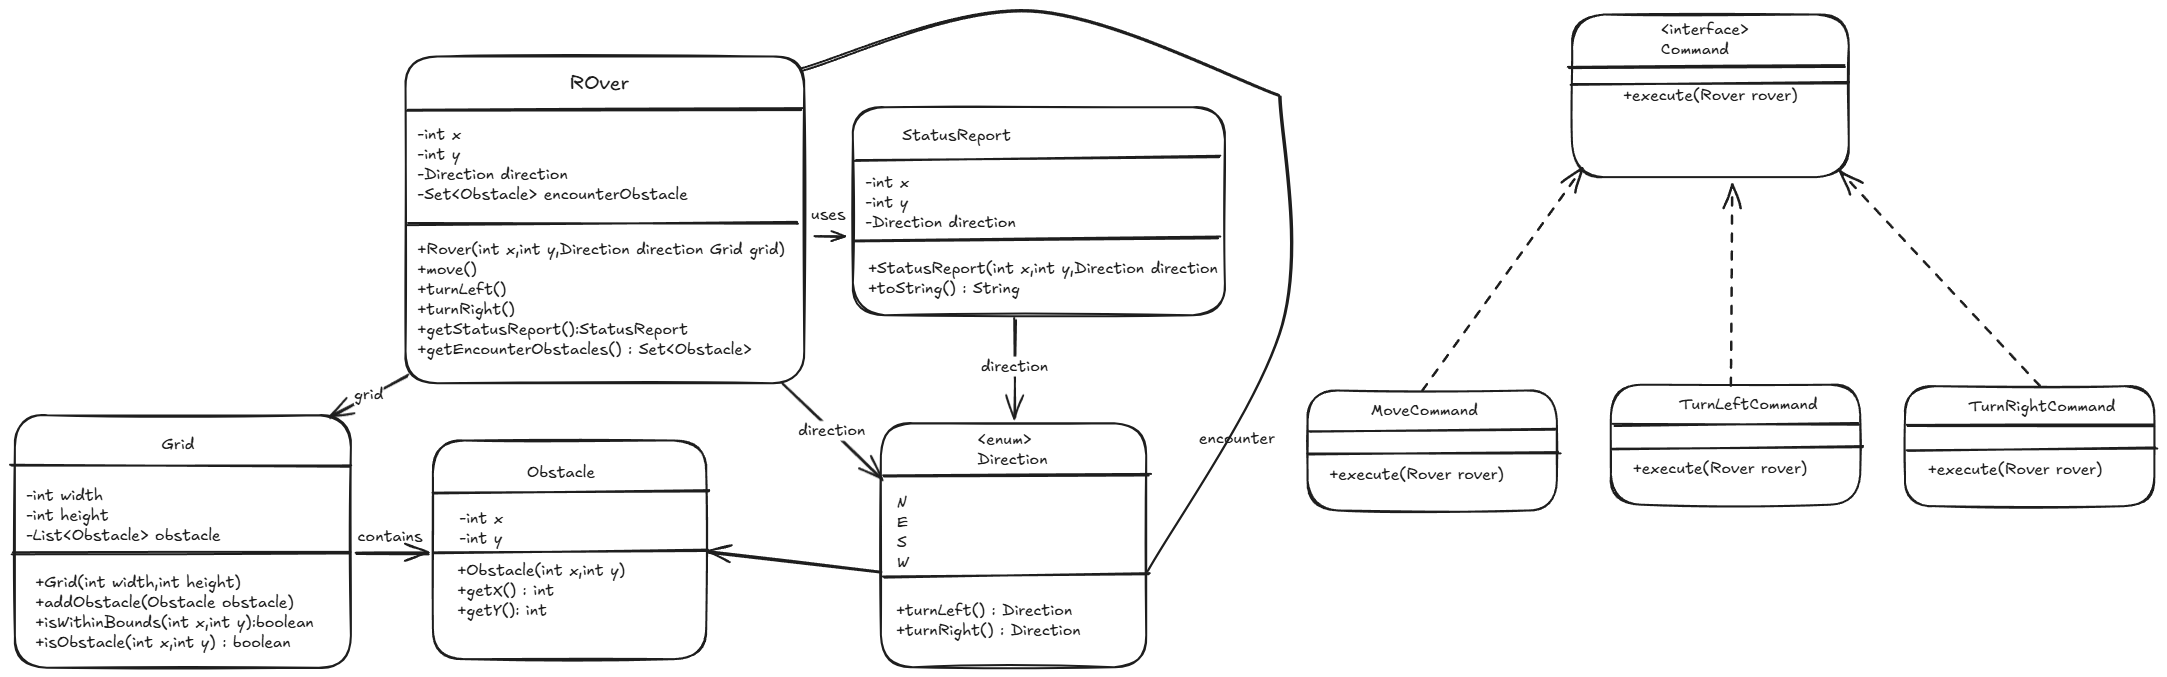 ROver
-int x
-int y
-Direction direction
-Set<Obstacle> encounterObstacle
+Rover(int x,int y,Direction direction Grid grid)
+move()
+turnLeft()
+turnRight()
+getStatusReport():StatusReport
+getEncounterObstacles() : Set<Obstacle>
uses
StatusReport
-int x
-int y
-Direction direction
+StatusReport(int x,int y,Direction direction
+toString() : String
direction
grid
direction
encounter
Grid
-int width
-int height
-List<Obstacle> obstacle
+Grid(int width,int height)
+addObstacle(Obstacle obstacle)
+isWithinBounds(int x,int y):boolean
+isObstacle(int x,int y) : boolean
contains
Obstacle
-int x
-int y
+Obstacle(int x,int y)
+getX() : int
+getY(): int
<enum>
Direction
N
E
S
W
+turnLeft() : Direction
+turnRight() : Direction
<interface>
Command
+execute(Rover rover)
MoveCommand
+execute(Rover rover)
TurnLeftCommand
+execute(Rover rover)
TurnRightCommand
+execute(Rover rover)